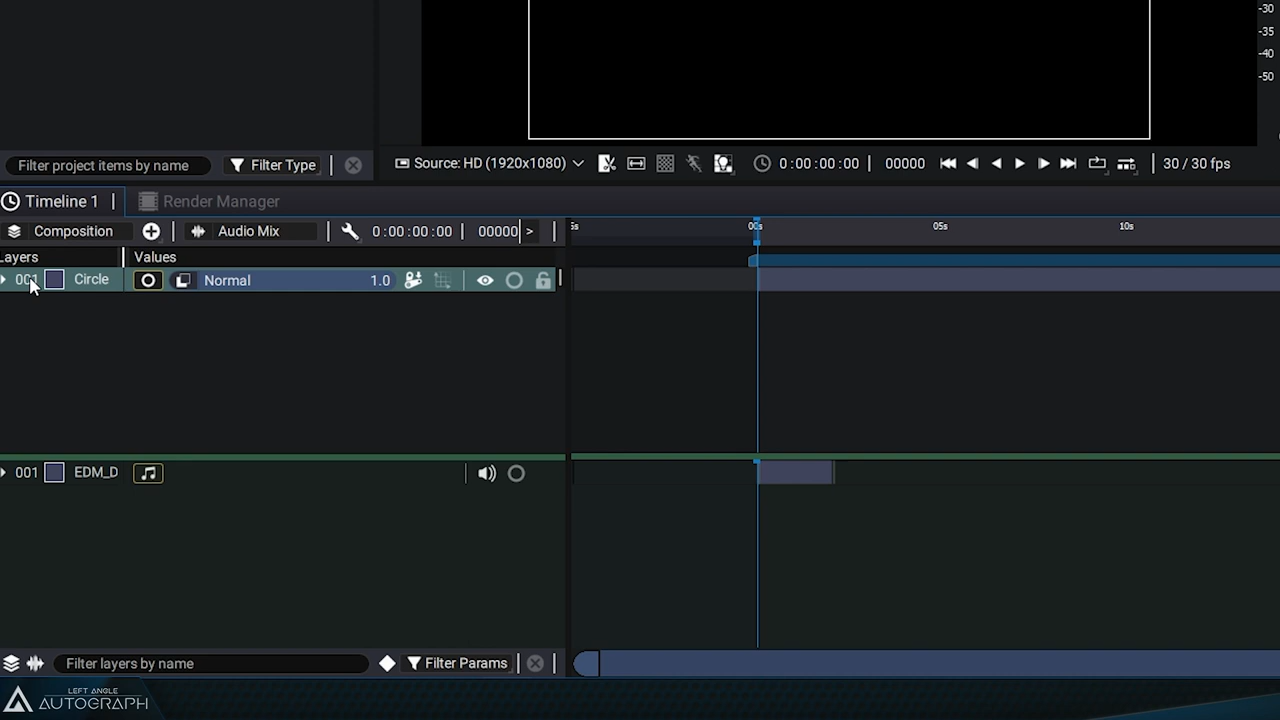 -30
-35
-40
-50
Filter project items by name Filter Type
Source: HD (1920x1080) 0:00:00:00 00000 30 / 30 fps
Timeline 1 Render Manager
Composition Audio Mix 0:00:00:00 00000 >
5s 00s 05s 10s
Layers Values
001 Circle Normal 1.0
001 EDM_D
Filter layers by name Filter Params
LEFT ANGLE
AUTOGRAPH